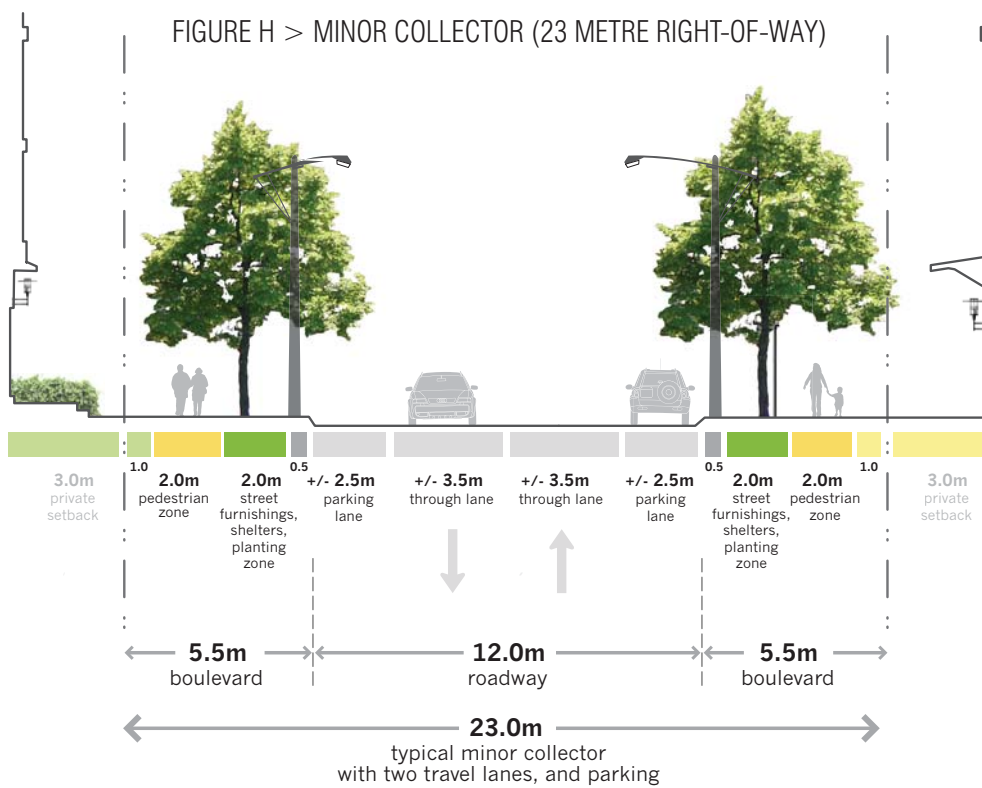 FIGURE H > MINOR COLLECTOR (23 METRE RIGHT-OF-WAY)
3.0m
private
setback
1.0
2.0m
pedestrian
zone
2.0m
street
furnishings,
shelters,
planting
zone
0.5
+/- 2.5m
parking
lane
+/- 3.5m
through lane
+/- 3.5m
through lane
+/- 2.5m
parking
lane
0.5
2.0m
street
furnishings,
shelters,
planting
zone
2.0m
pedestrian
zone
1.0
3.0m
private
setback
5.5m
boulevard
12.0m
roadway
5.5m
boulevard
23.0m
typical minor collector
with two travel lanes, and parking